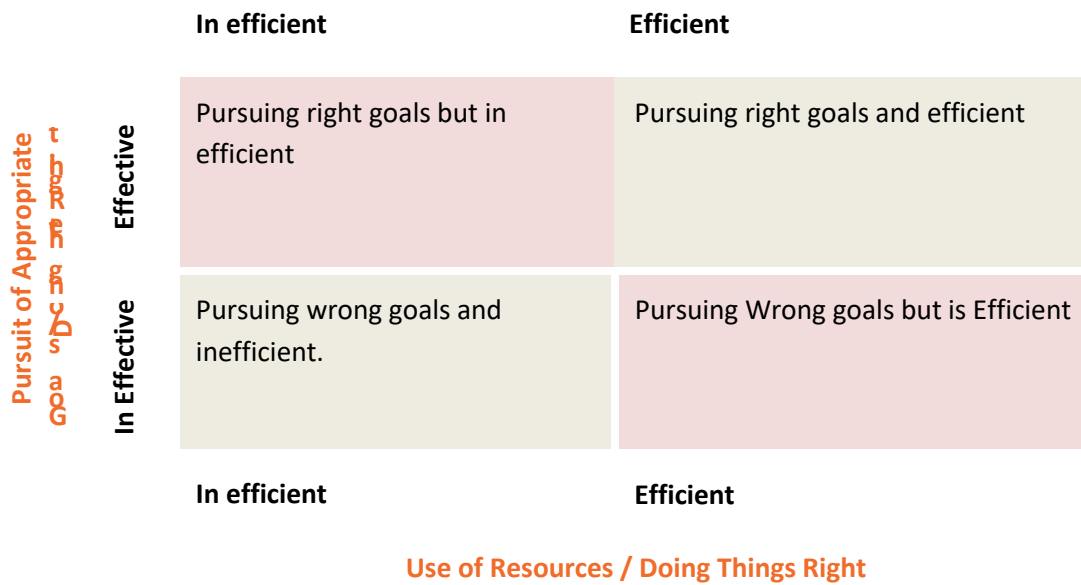 In efficient Efficient
Pursuit of Appropriate
Effective
Pursuing right goals but in
efficient
Pursuing right goals and efficient
In Effective
Pursuing wrong goals and
inefficient.
Pursuing Wrong goals but is Efficient
In efficient Efficient
Use of Resources / Doing Things Right